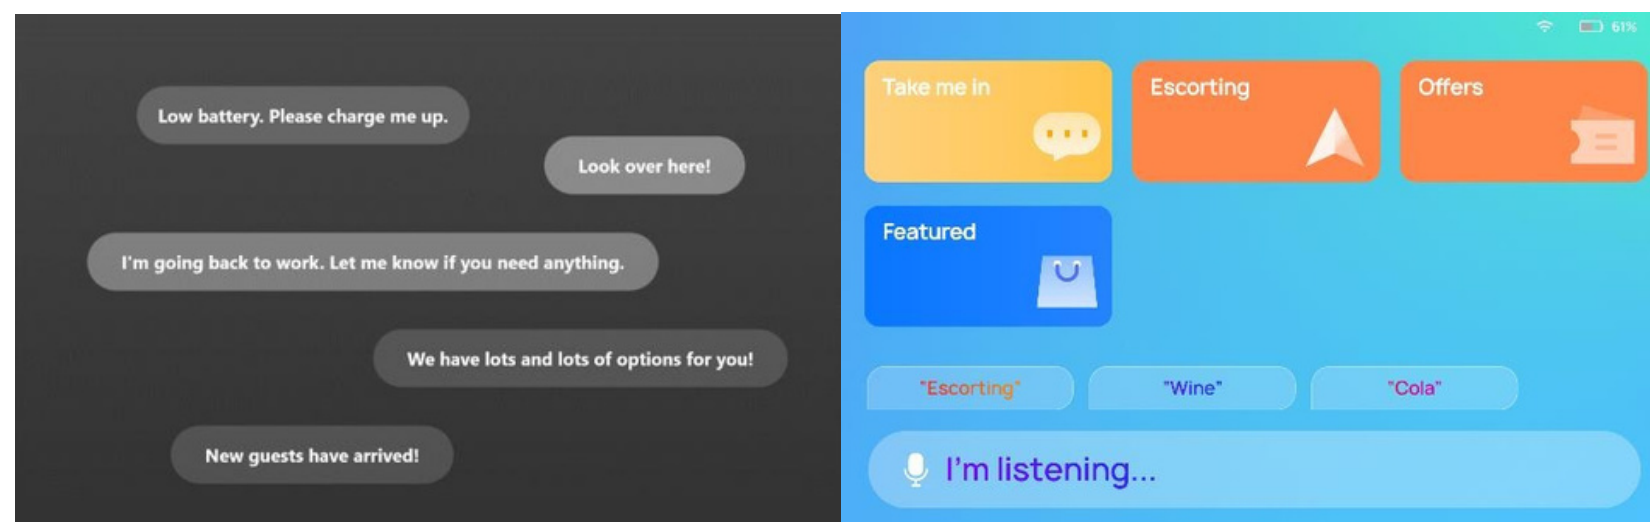 Low battery. Please charge me up.
Look over here!
I'm going back to work. Let me know if you need anything.
We have lots and lots of options for you!
New guests have arrived!
61%
Take me in
Escorting
Offers
Featured
"Escorting"
"Wine"
"Cola"
I'm listening...